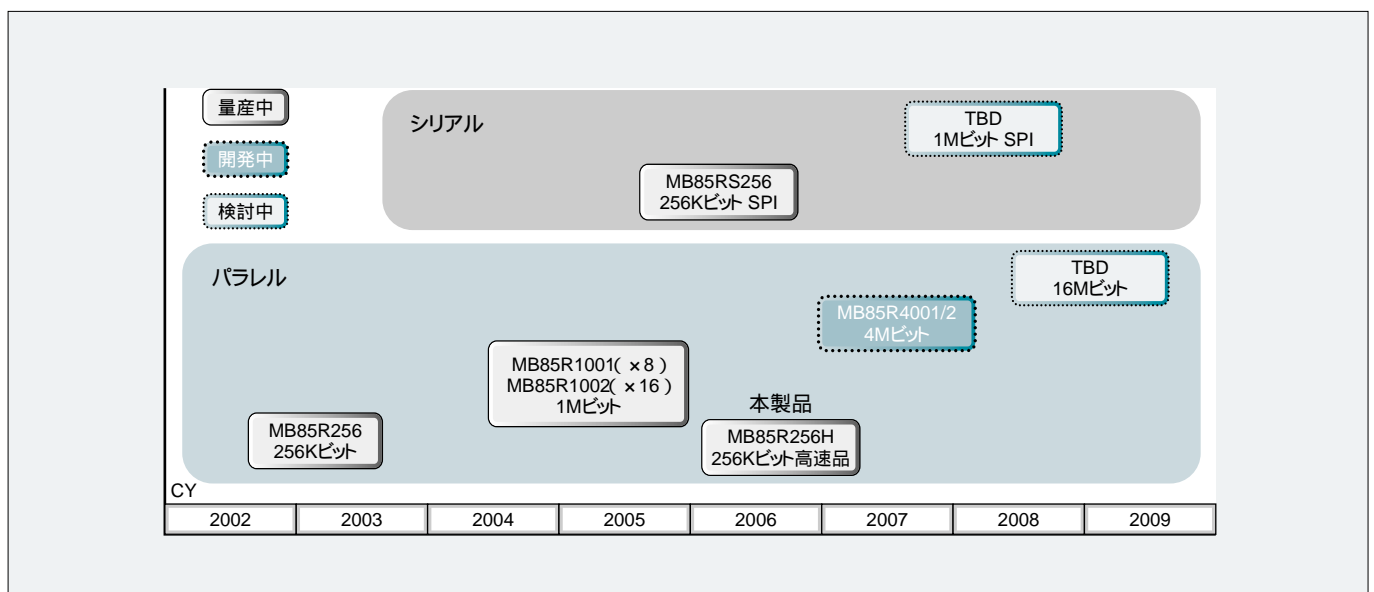 量産中
開発中
検討中
シリアル
TBD
1Mビット SPI
MB85RS256
256Kビット SPI
パラレル
TBD
16Mビット
MB85R4001/2
4Mビット
MB85R1001( ×8 )
MB85R1002( ×16 )
1Mビット
本製品
MB85R256H
256Kビット高速品
MB85R256
256Kビット
CY
2002 2003 2004 2005 2006 2007 2008 2009